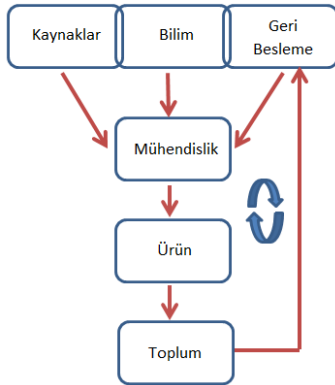 Kaynaklar
Bilim
Geri
Besleme
Mühendislik
Ürün
Toplum